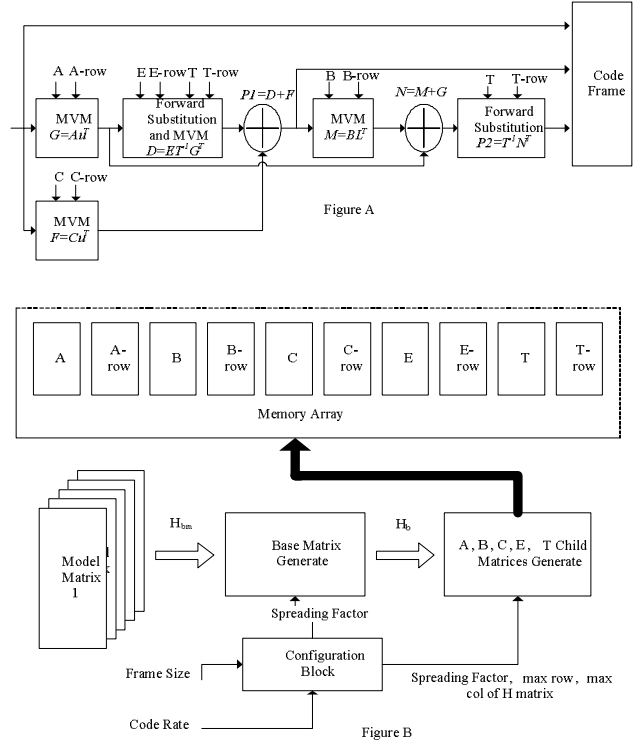 A A-row
E E-row T T-row
P1=D+F
B B-row
N=M+G
T T-row
Code
Frame
MVM
G=Au^T
Forward
Substitution
and MVM
D=ET^-1G^T
MVM
Forward
Substitution
P2=T^-1N^T
C C-row
MVM
F=Cu^T
Figure A
A
A-
row
B
B-
row
C
C-
row
E
E-
row
T
T-
row
Memory Array
Model
Matrix
1
H_bm
Base Matrix
Generate
H_b
A, B, C, E, T Child
Matrices Generate
Spreading Factor
Configuration
Block
Frame Size
Code Rate
Spreading Factor, max row, max
col of H matrix
Figure B